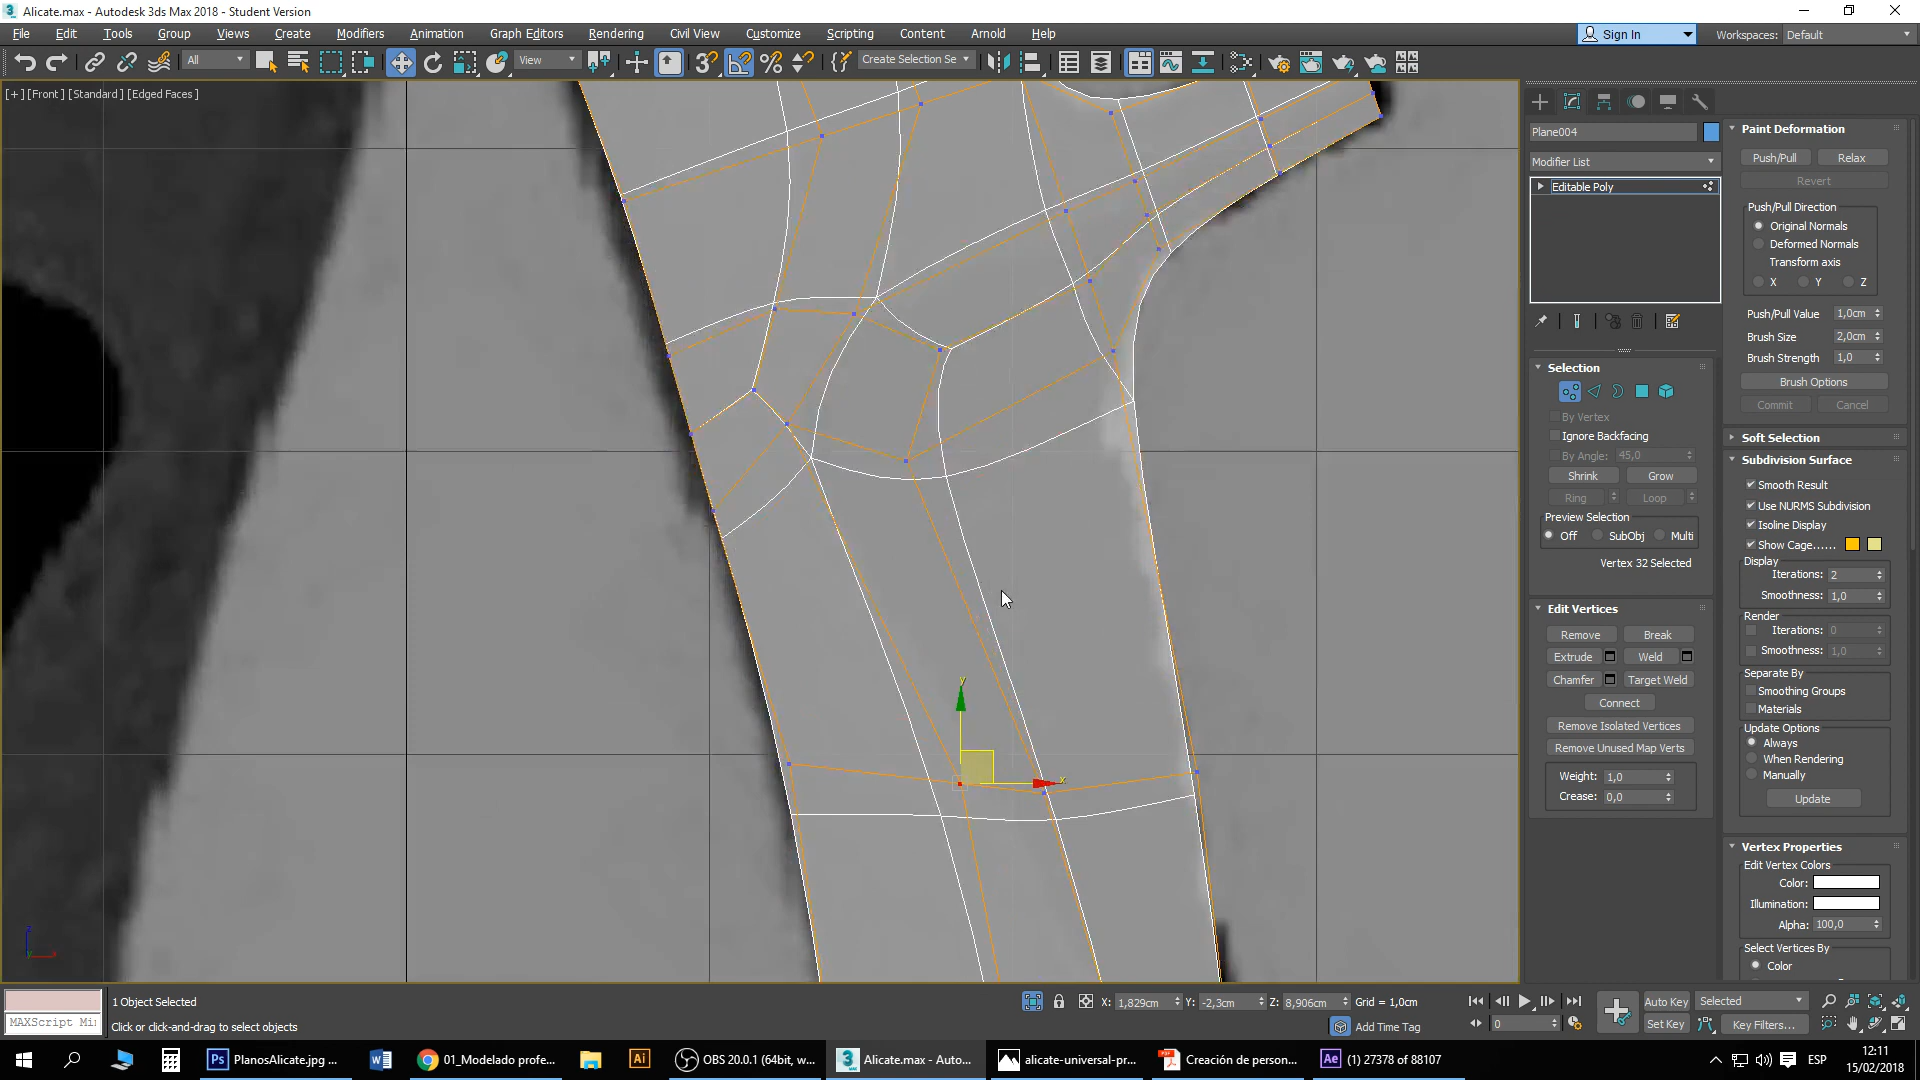 Alicate.max - Autodesk 3ds Max 2018 - Student Version
File Edit Tools Group Views Create Modifiers Animation Graph Editors Rendering Civil View Customize Scripting Content Arnold Help
Sign In
Workspaces: Default
All View Create Selection Se
[+] [Front] [Standard] [Edged Faces]
y
x
Plane004
Modifier List
Editable Poly
Selection
By Vertex
Ignore Backfacing
By Angle: 45,0
Shrink Grow
Ring Loop
Preview Selection
Off SubObj Multi
Vertex 32 Selected
Edit Vertices
Remove Break
Extrude Weld
Chamfer Target Weld
Connect
Remove Isolated Vertices
Remove Unused Map Verts
Weight: 1,0
Crease: 0,0
Paint Deformation
Push/Pull Relax
Revert
Push/Pull Direction
Original Normals
Deformed Normals
Transform axis
X Y Z
Push/Pull Value 1,0cm
Brush Size 2,0cm
Brush Strength 1,0
Brush Options
Commit Cancel
Soft Selection
Subdivision Surface
Smooth Result
Use NURMS Subdivision
Isoline Display
Show Cage......
Display
Iterations: 2
Smoothness: 1,0
Render
Iterations: 0
Smoothness: 1,0
Separate By
Smoothing Groups
Materials
Update Options
Always
When Rendering
Manually
Update
Vertex Properties
Edit Vertex Colors
Color:
Illumination:
Alpha: 100,0
Select Vertices By
Color
MAXScript Mi
1 Object Selected
Click or click-and-drag to select objects
X: 1,829cm Y: -2,3cm Z: 8,906cm Grid = 1,0cm
Add Time Tag
0
Auto Key Selected
Set Key Key Filters...
PlanosAlicate.jpg ...
01_Modelado profe...
Ai
OBS 20.0.1 (64bit, w...
Alicate.max - Auto...
alicate-universal-pr...
Creación de person...
(1) 27378 of 88107
ESP
12:11
15/02/2018